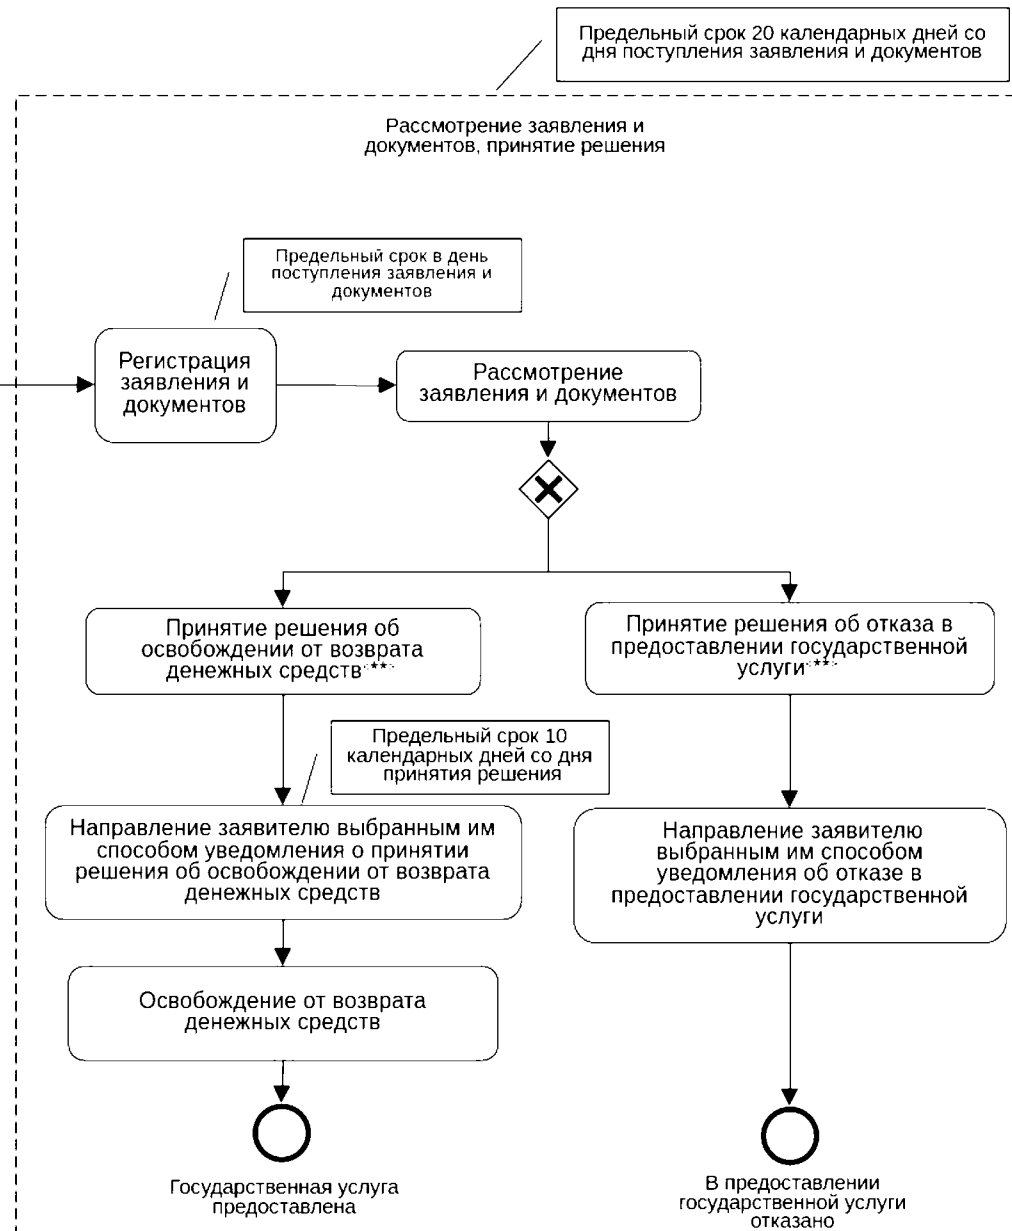 Предельный срок 20 календарных дней со
дня поступления заявления и документов
Рассмотрение заявления и
документов, принятие решения
Предельный срок в день
поступления заявления и
документов
Регистрация
заявления и
документов
Рассмотрение
заявления и документов
Принятие решения об
освобождении от возврата
денежных средств***
Принятие решения об отказа в
предоставлении государственной
услуги***
Предельный срок 10
календарных дней со дня
принятия решения
Направление заявителю выбранным им
способом уведомления о принятии
решения об освобождении от возврата
денежных средств
Направление заявителю
выбранным им способом
уведомления об отказе в
предоставлении государственной
услуги
Освобождение от возврата
денежных средств
Государственная услуга
предоставлена
В предоставлении
государственной услуги
отказано